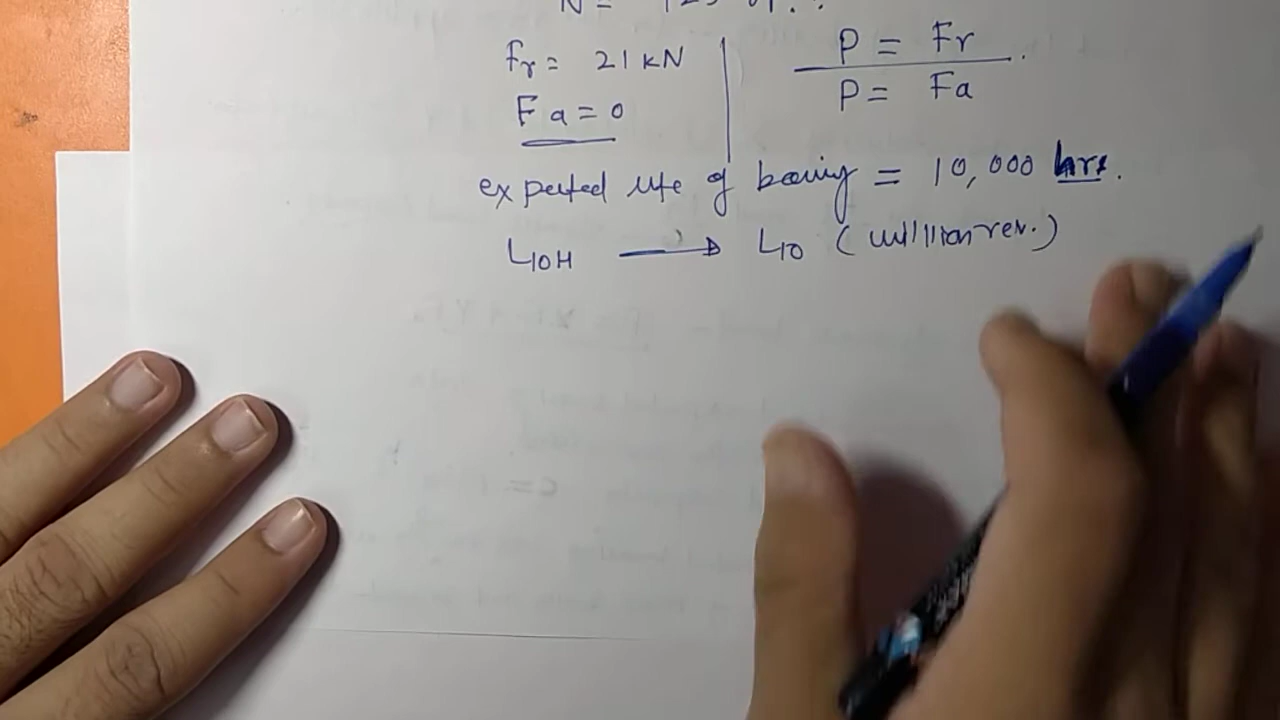 N =
Fr = 21 kN
Fa = 0
P = Fr
P = Fa
expected life of bearing = 10,000 hrs.
L10H → L10 (million rev.)
C =